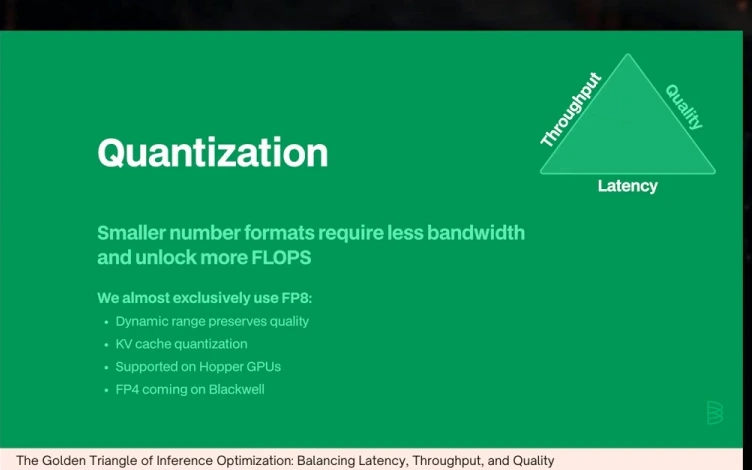 Throughput
Quality
Latency
Quantization
Smaller number formats require less bandwidth
and unlock more FLOPS
We almost exclusively use FP8:
• Dynamic range preserves quality
• KV cache quantization
• Supported on Hopper GPUs
• FP4 coming on Blackwell
The Golden Triangle of Inference Optimization: Balancing Latency, Throughput, and Quality